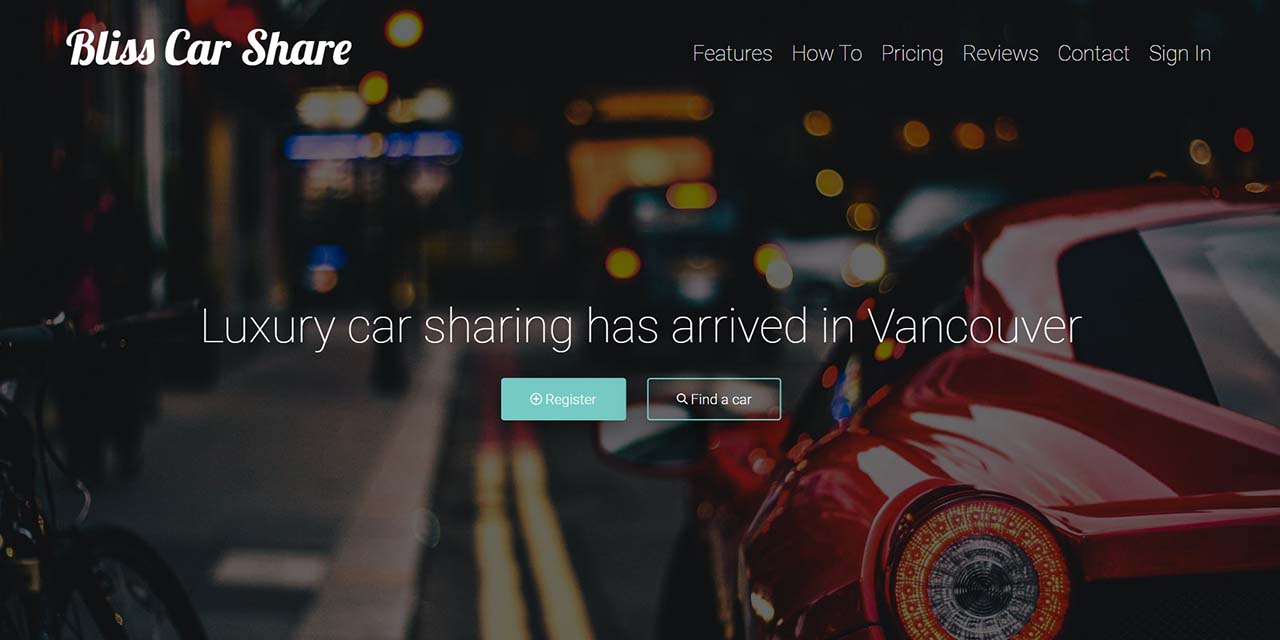 Bliss Car Share
Features How To Pricing Reviews Contact Sign In
Luxury car sharing has arrived in Vancouver
Register Find a car